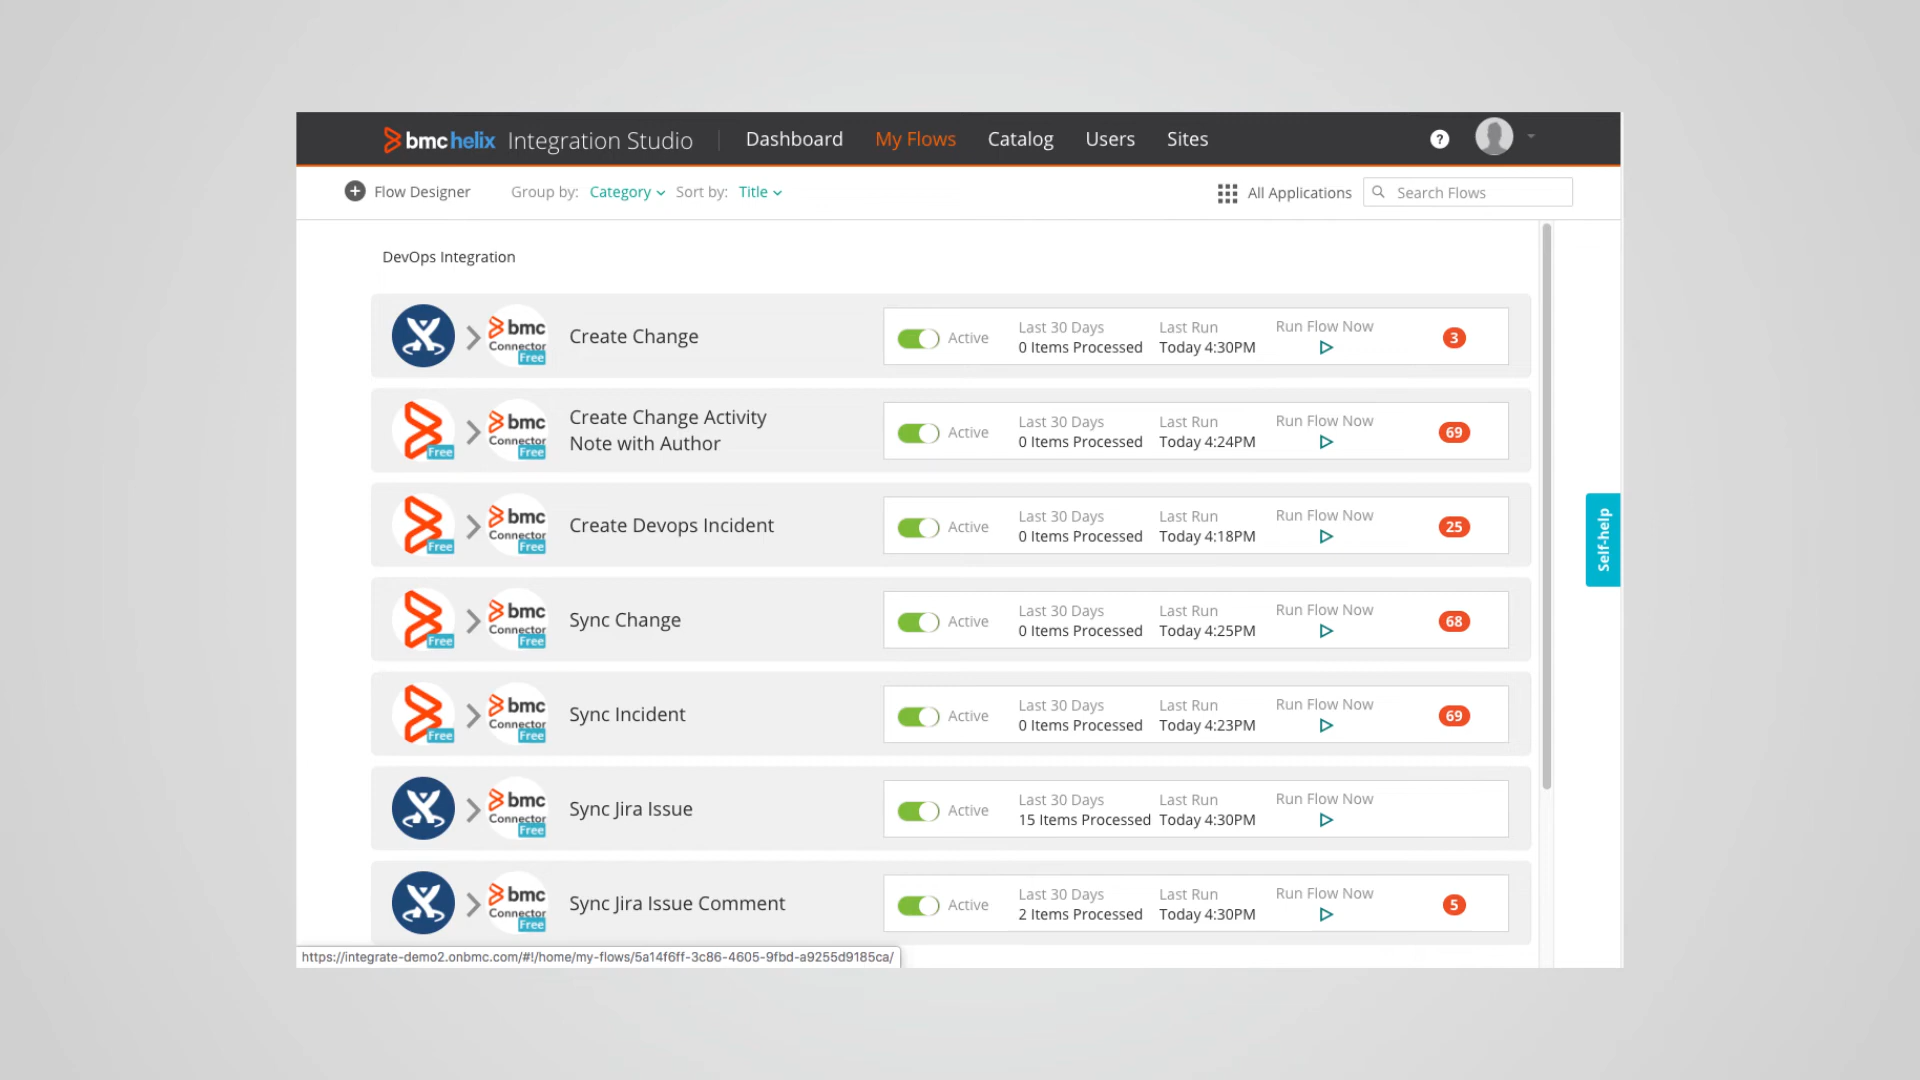 bmchelix Integration Studio Dashboard My Flows Catalog Users Sites ?
Flow Designer Group by: Category Sort by: Title All Applications Search Flows
DevOps Integration
bmc Connector Free Create Change Active Last 30 Days 0 Items Processed Last Run Today 4:30PM Run Flow Now 3
Free bmc Connector Free Create Change Activity
Note with Author Active Last 30 Days 0 Items Processed Last Run Today 4:24PM Run Flow Now 69
Free bmc Connector Free Create Devops Incident Active Last 30 Days 0 Items Processed Last Run Today 4:18PM Run Flow Now 25
Self-help
Free bmc Connector Free Sync Change Active Last 30 Days 0 Items Processed Last Run Today 4:25PM Run Flow Now 68
Free bmc Connector Free Sync Incident Active Last 30 Days 0 Items Processed Last Run Today 4:23PM Run Flow Now 69
bmc Connector Free Sync Jira Issue Active Last 30 Days 15 Items Processed Last Run Today 4:30PM Run Flow Now
bmc Connector Free Sync Jira Issue Comment Active Last 30 Days 2 Items Processed Last Run Today 4:30PM Run Flow Now 5
https://integrate-demo2.onbmc.com/#!/home/my-flows/5a14f6ff-3c86-4605-9fbd-a9255d9185ca/